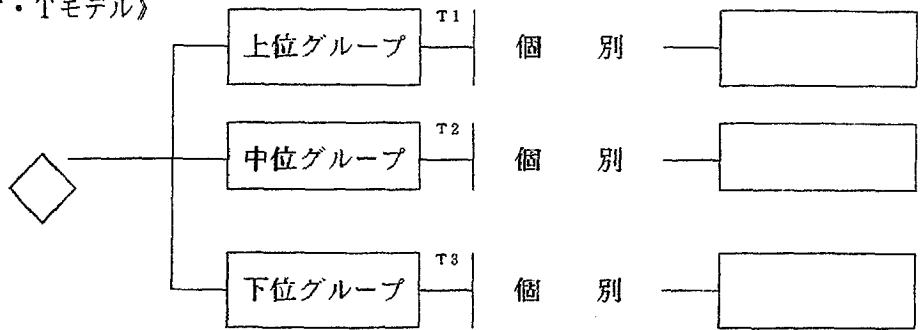 ・Tモデル》
T1
上位グループ 個 別
T2
中位グループ 個 別
T3
下位グループ 個 別